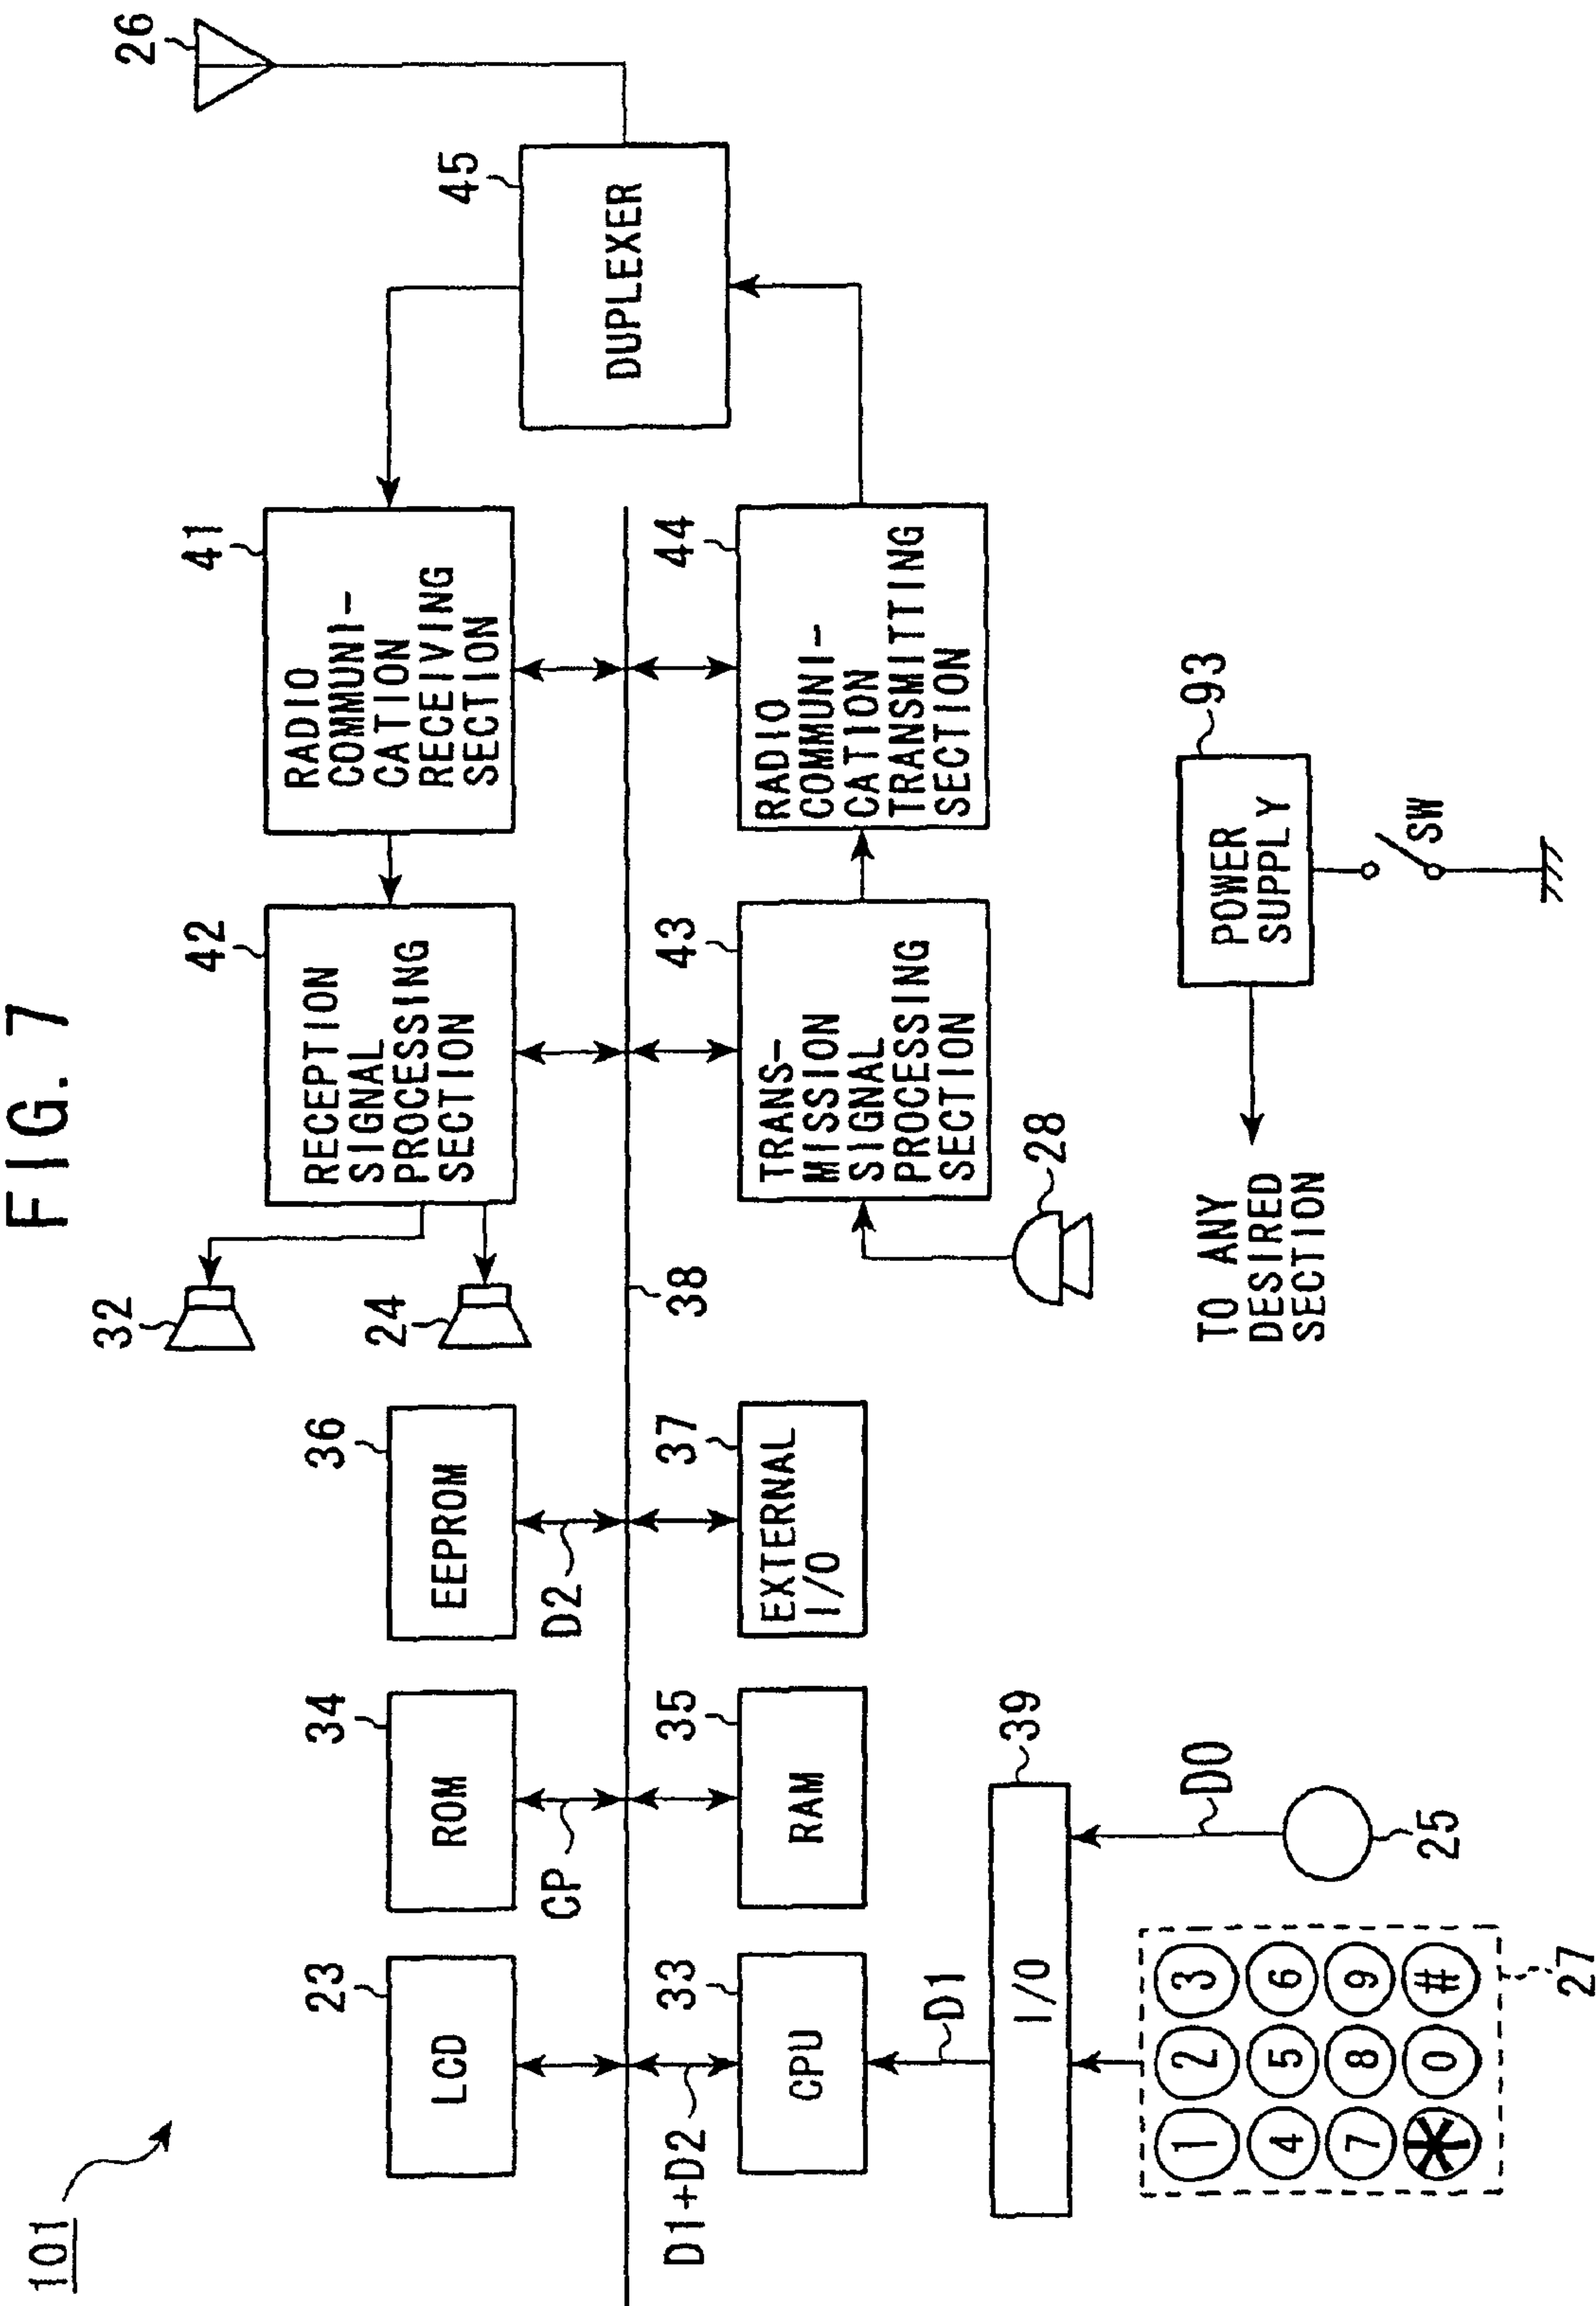 FIG. 7
101
23
LCD
34
ROM
CP
36
EEPROM
D2
32
24
42
RECEPTION
SIGNAL
PROCESSING
SECTION
41
RADIO
COMMUNI-
CATION
RECEIVING
SECTION
26
45
DUPLEXER
38
D1+D2
33
CPU
35
RAM
37
EXTERNAL
I/O
43
TRANS-
MISSION
SIGNAL
PROCESSING
SECTION
44
RADIO
COMMUNI-
CATION
TRANSMITTING
SECTION
28
D1
39
I/O
D0
25
1 2 3
4 5 6
7 8 9
* 0 #
27
TO ANY
DESIRED
SECTION
93
POWER
SUPPLY
SW